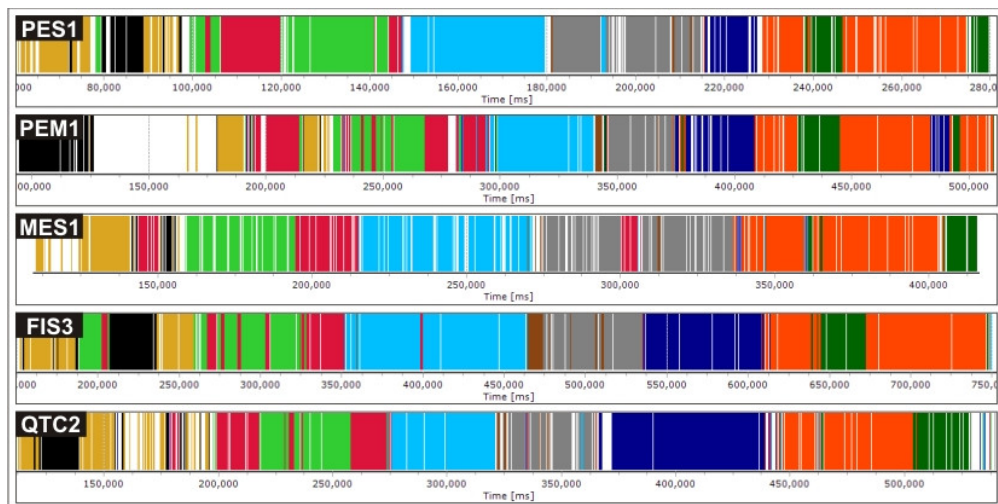 PES1
00 80,000 100,000 120,000 140,000 160,000 180,000 200,000 220,000 240,000 260,000 280,0
Time [ms]
PEM1
00,000 150,000 200,000 250,000 300,000 350,000 400,000 450,000 500,000
Time [ms]
MES1
150,000 200,000 250,000 300,000 350,000 400,000
Time [ms]
FIS3
,000 200,000 250,000 300,000 350,000 400,000 450,000 500,000 550,000 600,000 650,000 700,000 750,0
Time [ms]
QTC2
150,000 200,000 250,000 300,000 350,000 400,000 450,000 500,000
Time [ms]